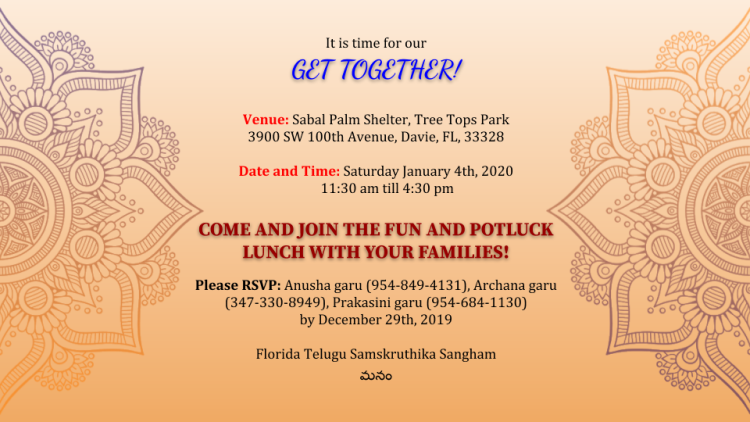 It is time for our
GET TOGETHER!
Venue: Sabal Palm Shelter, Tree Tops Park
3900 SW 100th Avenue, Davie, FL, 33328
Date and Time: Saturday January 4th, 2020
11:30 am till 4:30 pm
COME AND JOIN THE FUN AND POTLUCK
LUNCH WITH YOUR FAMILIES!
Please RSVP: Anusha garu (954-849-4131), Archana garu
(347-330-8949), Prakasini garu (954-684-1130)
by December 29th, 2019
Florida Telugu Samskruthika Sangham
మనం